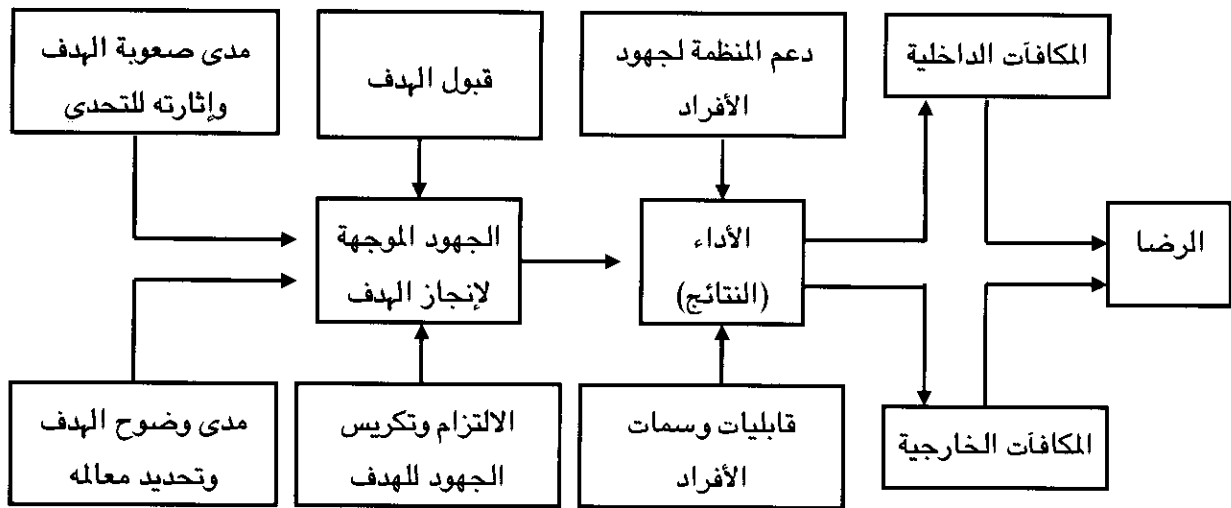 مدى صعوبة الهدف
وإثارته للتحدى
قبول الهدف
دعم المنظمة لجهود
الأفراد
المكافآت الداخلية
الجهود الموجهة
لإنجاز الهدف
الأداء
(النتائج)
الرضا
مدى وضوح الهدف
وتحديد معالمه
الالتزام وتكريس
الجهود للهدف
قابليات وسمات
الأفراد
المكافآت الخارجية